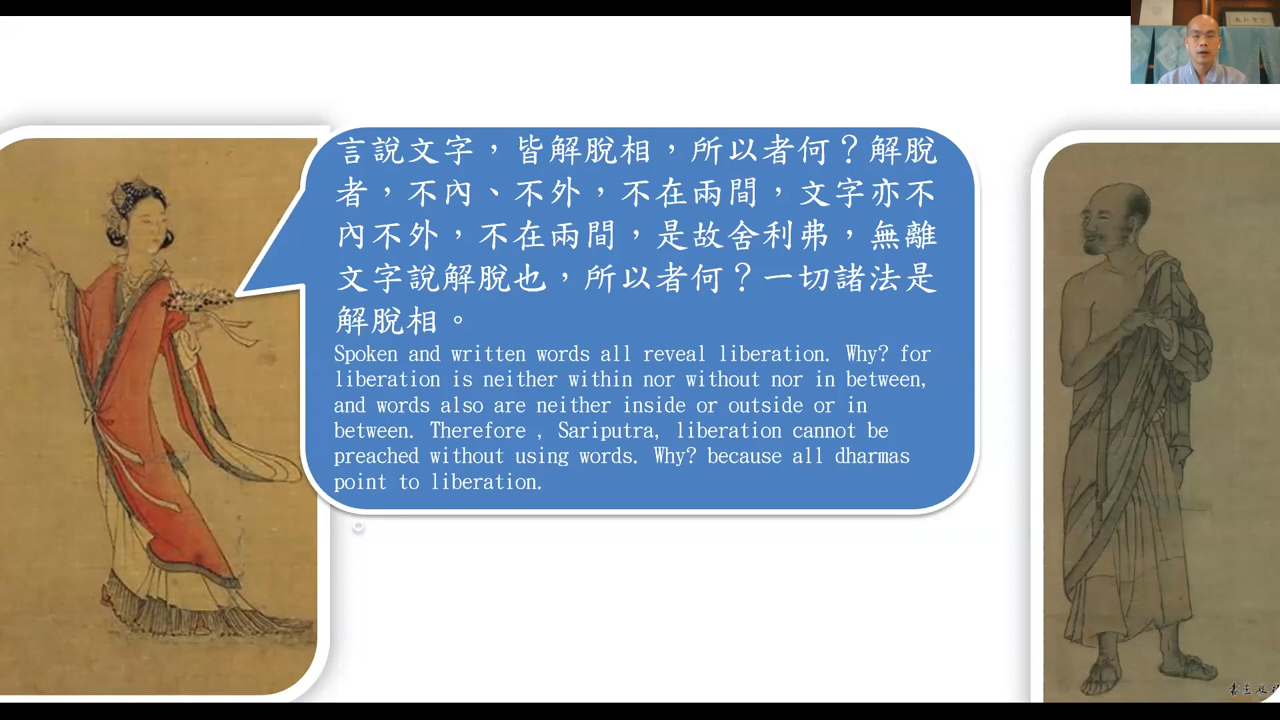 言說文字，皆解脫相，所以者何？解脫
者，不內、不外，不在兩間，文字亦不
內不外，不在兩間，是故舍利弗，無離
文字說解脫也，所以者何？一切諸法是
解脫相。
Spoken and written words all reveal liberation. Why? for
liberation is neither within nor without nor in between,
and words also are neither inside or outside or in
between. Therefore , Sariputra, liberation cannot be
preached without using words. Why? because all dharmas
point to liberation.